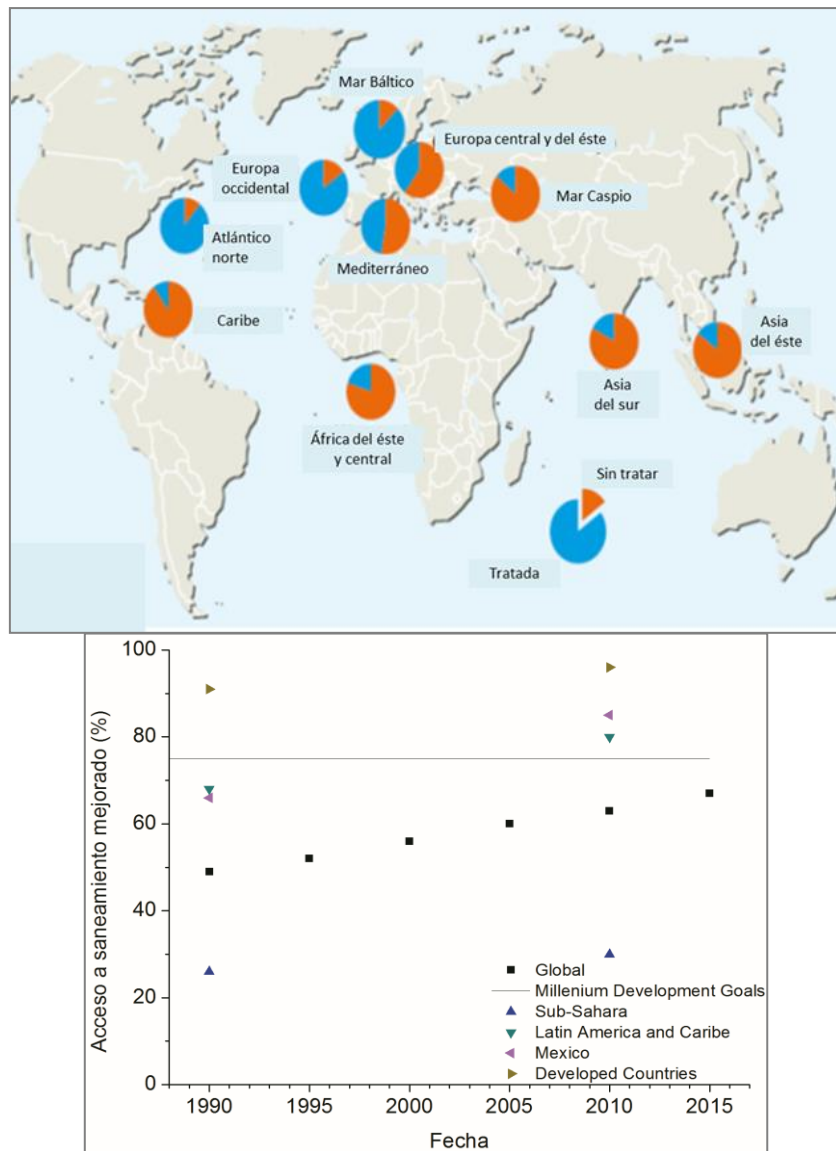 Mar Báltico
Europa central y del éste
Europa
occidental
Mar Caspio
Atlántico
norte
Mediterráneo
Caribe
Asia
del éste
Asia
del sur
África del éste
y central
Sin tratar
Tratada
100
80
60
40
20
0
Acceso a saneamiento mejorado (%)
Global
Millenium Development Goals
Sub-Sahara
Latin America and Caribe
Mexico
Developed Countries
1990 1995 2000 2005 2010 2015
Fecha